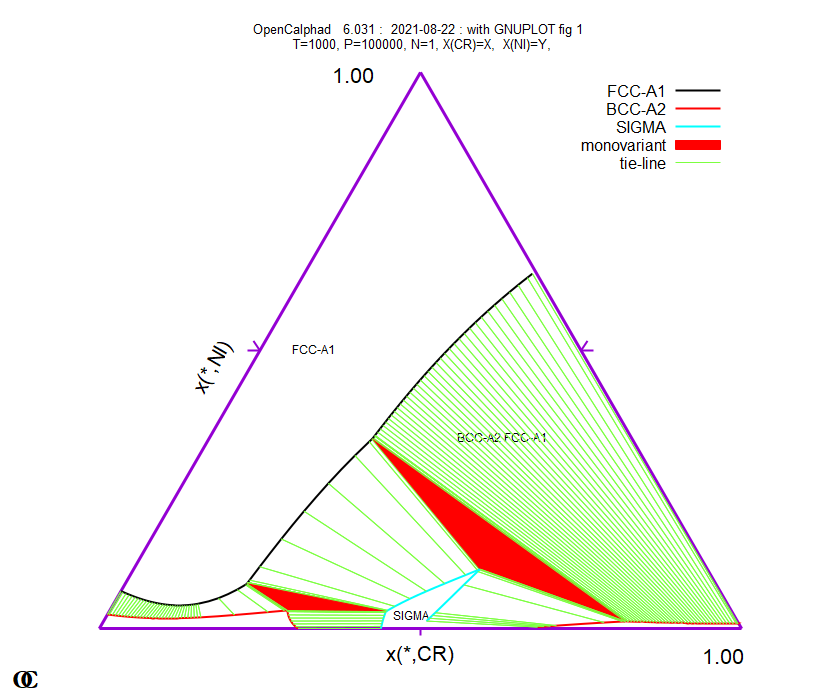 OpenCalphad 6.031 : 2021-08-22 : with GNUPLOT fig 1
T=1000, P=100000, N=1, X(CR)=X, X(NI)=Y,
1.00
FCC-A1
BCC-A2
SIGMA
monovariant
tie-line
x(*,NI)
FCC-A1
BCC-A2 FCC-A1
SIGMA
x(*,CR)
1.00
OC